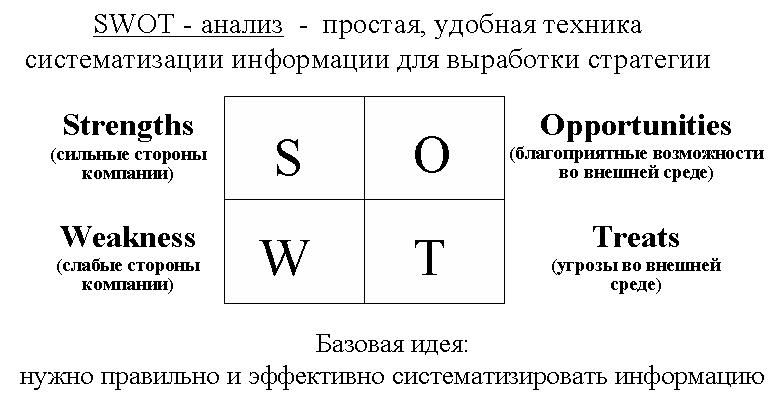 SWOT - анализ - простая, удобная техника
систематизации информации для выработки стратегии
Strengths
(сильные стороны
компании)
S
O
Opportunities
(благоприятные возможности
во внешней среде)
Weakness
(слабые стороны
компании)
W
T
Treats
(угрозы во внешней
среде)
Базовая идея:
нужно правильно и эффективно систематизировать информацию